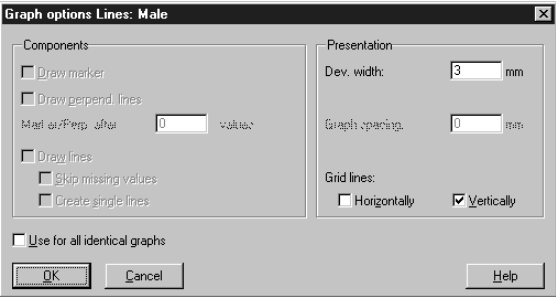 Graph options Lines: Male
Components
Draw marker
Draw perpend. lines
Marker/Perp. after 0 values
Draw lines
Skip missing values
Create single lines
Presentation
Dev. width: 3 mm
Graph spacing. 0 mm
Grid lines:
Horizontally Vertically
Use for all identical graphs
OK Cancel Help